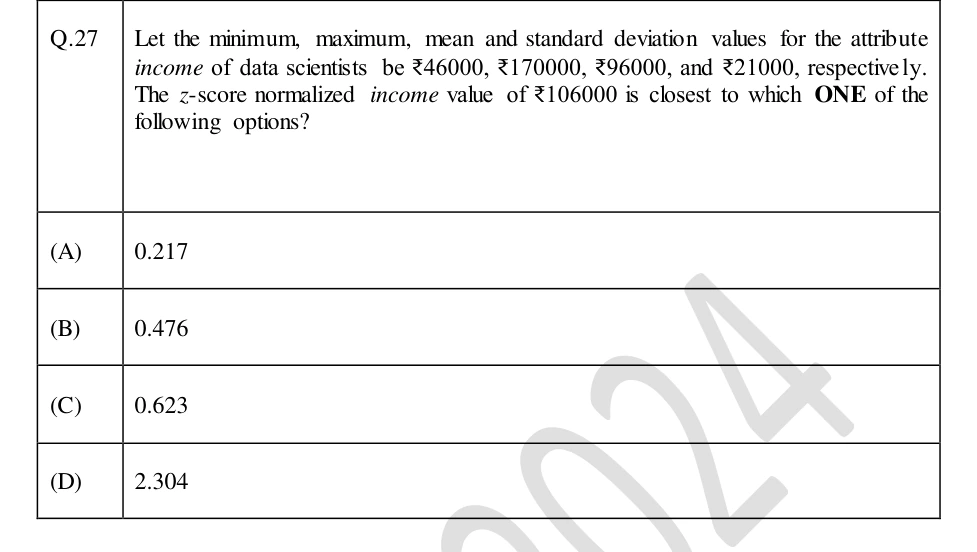 Q.27
Let the minimum, maximum, mean and standard deviation values for the attribute
income of data scientists be ₹46000, ₹170000, ₹96000, and ₹21000, respectively.
The z-score normalized income value of ₹106000 is closest to which ONE of the
following options?
(A) 0.217
(B) 0.476
(C) 0.623
(D) 2.304